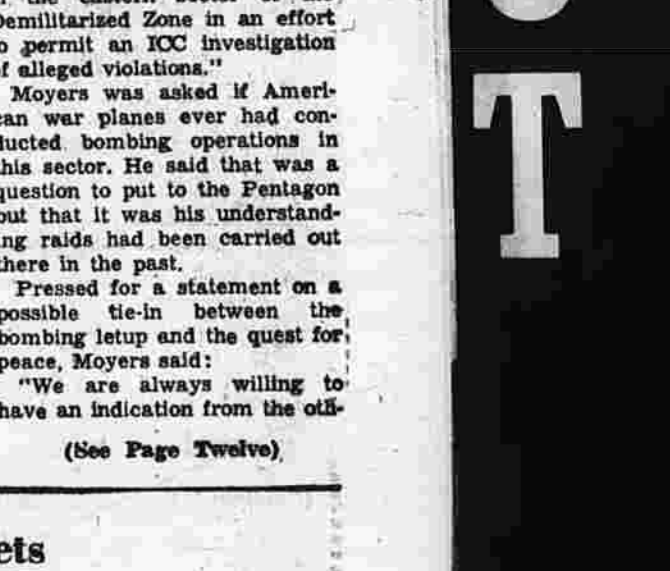 the eastern sector of the
Demilitarized Zone in an effort
o permit an ICC investigation
f alleged violations."
Moyers was asked if Ameri-
can war planes ever had con-
ducted bombing operations in
this sector. He said that was a
question to put to the Pentagon
but that it was his understand-
ing raids had been carried out
there in the past.
Pressed for a statement on a
possible tie-in between the
bombing letup and the quest for
peace, Moyers said:
"We are always willing to
have an indication from the oth-
(See Page Twelve)
ets
T